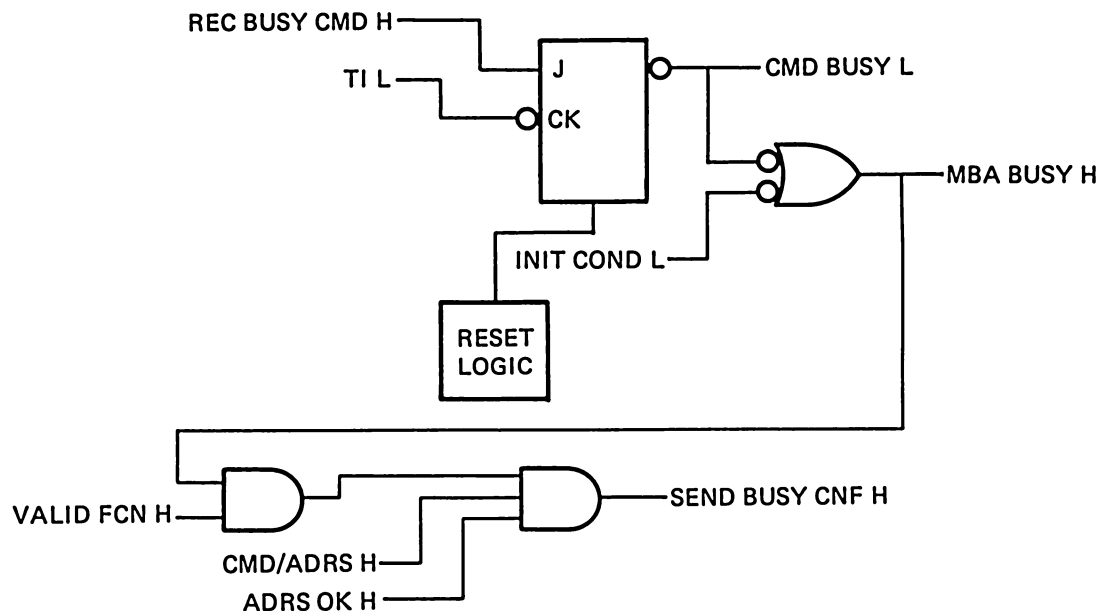 REC BUSY CMD H
TI L
J
CK
CMD BUSY L
MBA BUSY H
INIT COND L
RESET
LOGIC
VALID FCN H
SEND BUSY CNF H
CMD/ADRS H
ADRS OK H